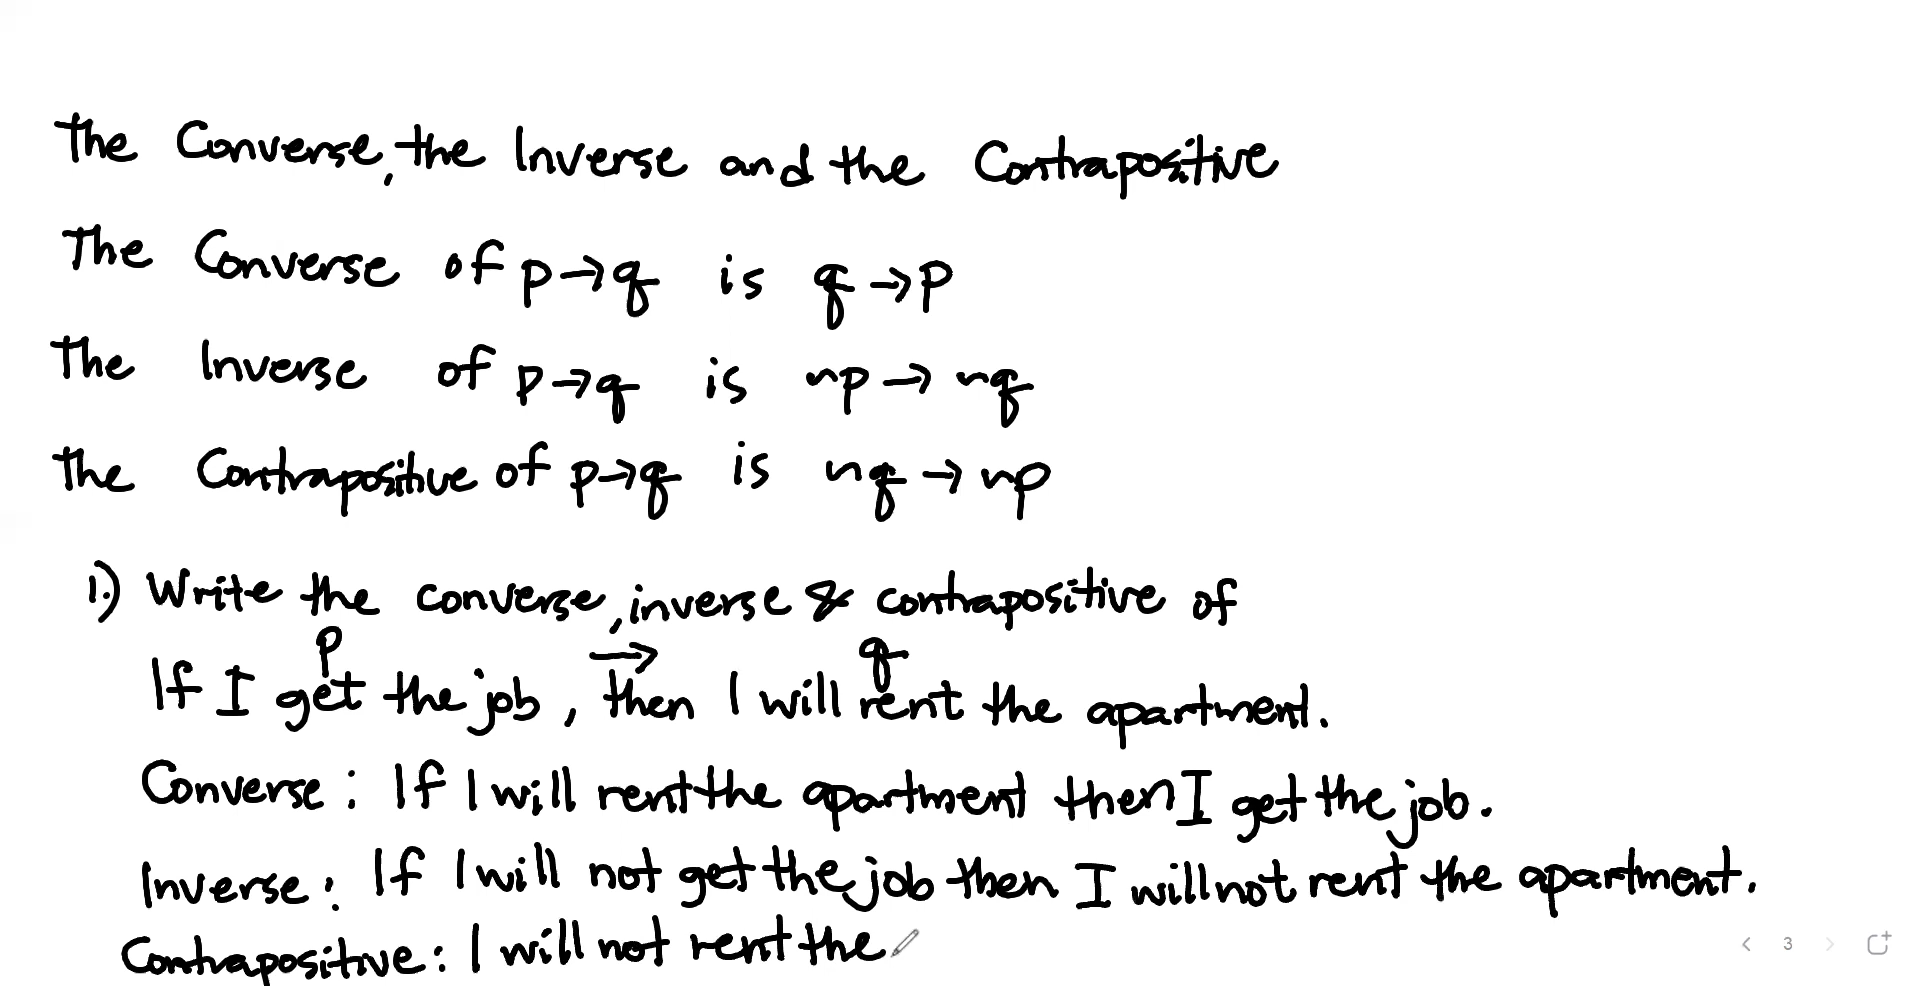 The Converse, the Inverse and the Contrapositive
The Converse of p→q is q→p
The Inverse of p→q is ~p→~q
the Contrapositive of p→q is ~q→~p
1.) Write the converse, inverse & contrapositive of
p → q
If I get the job, then I will rent the apartment.
Converse: If I will rent the apartment then I get the job.
Inverse: If I will not get the job then I will not rent the apartment.
Contrapositive: I will not rent the
3